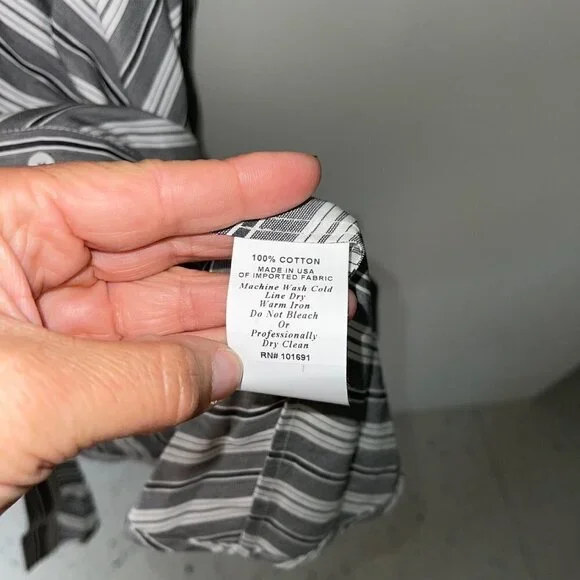 100% COTTON
MADE IN USA
OF IMPORTED FABRIC
Machine Wash Cold
Line Dry
Warm Iron
Do Not Bleach
Or
Professionally
Dry Clean
RN# 101691